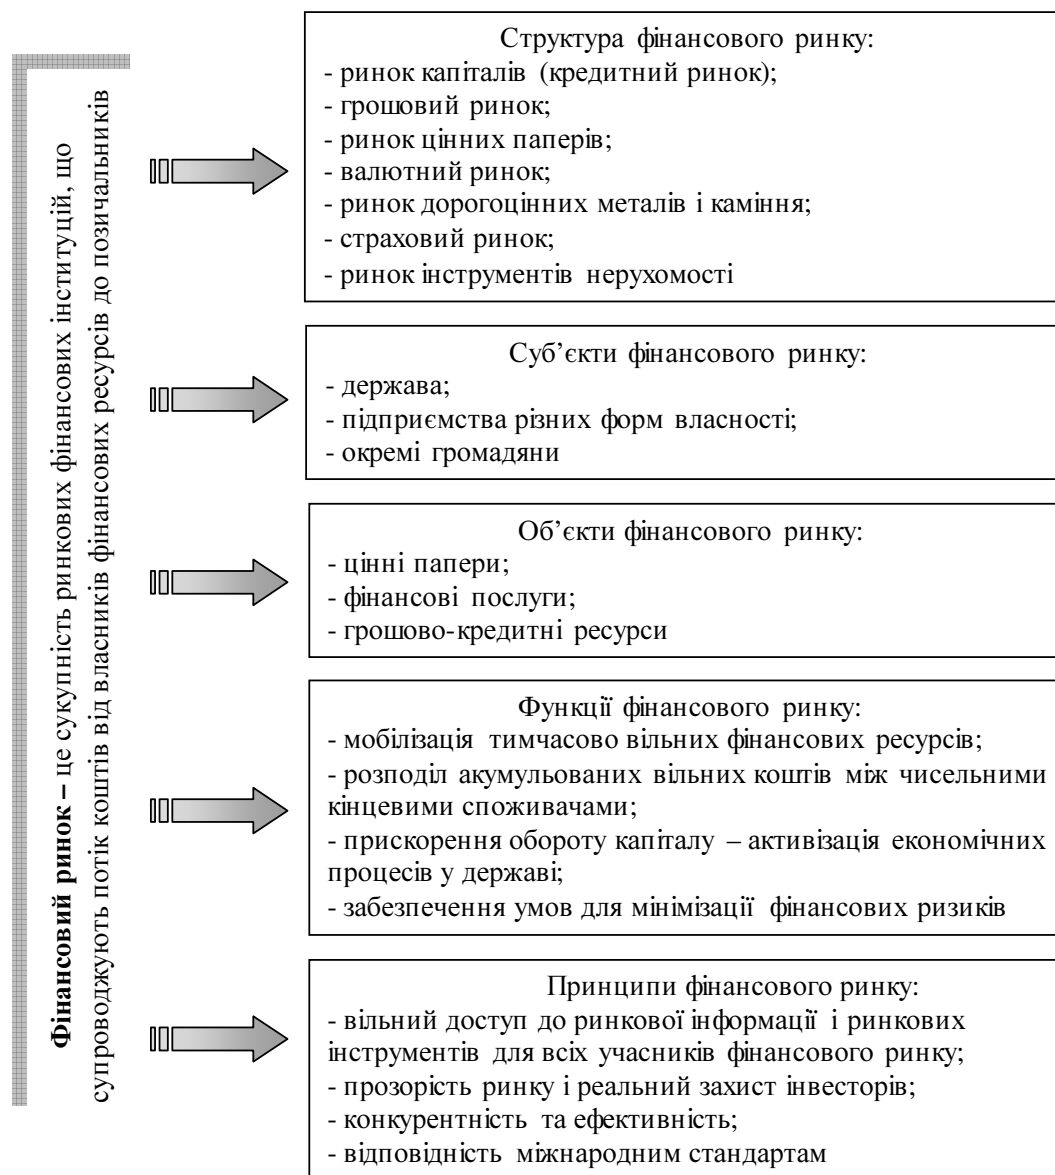 Фінансовий ринок – це сукупність ринкових фінансових інституцій, що
супроводжують потік коштів від власників фінансових ресурсів до позичальників
Структура фінансового ринку:
- ринок капіталів (кредитний ринок);
- грошовий ринок;
- ринок цінних паперів;
- валютний ринок;
- ринок дорогоцінних металів і каміння;
- страховий ринок;
- ринок інструментів нерухомості
Суб’єкти фінансового ринку:
- держава;
- підприємства різних форм власності;
- окремі громадяни
Об’єкти фінансового ринку:
- цінні папери;
- фінансові послуги;
- грошово-кредитні ресурси
Функції фінансового ринку:
- мобілізація тимчасово вільних фінансових ресурсів;
- розподіл акумульованих вільних коштів між чисельними
кінцевими споживачами;
- прискорення обороту капіталу – активізація економічних
процесів у державі;
- забезпечення умов для мінімізації фінансових ризиків
Принципи фінансового ринку:
- вільний доступ до ринкової інформації і ринкових
інструментів для всіх учасників фінансового ринку;
- прозорість ринку і реальний захист інвесторів;
- конкурентність та ефективність;
- відповідність міжнародним стандартам